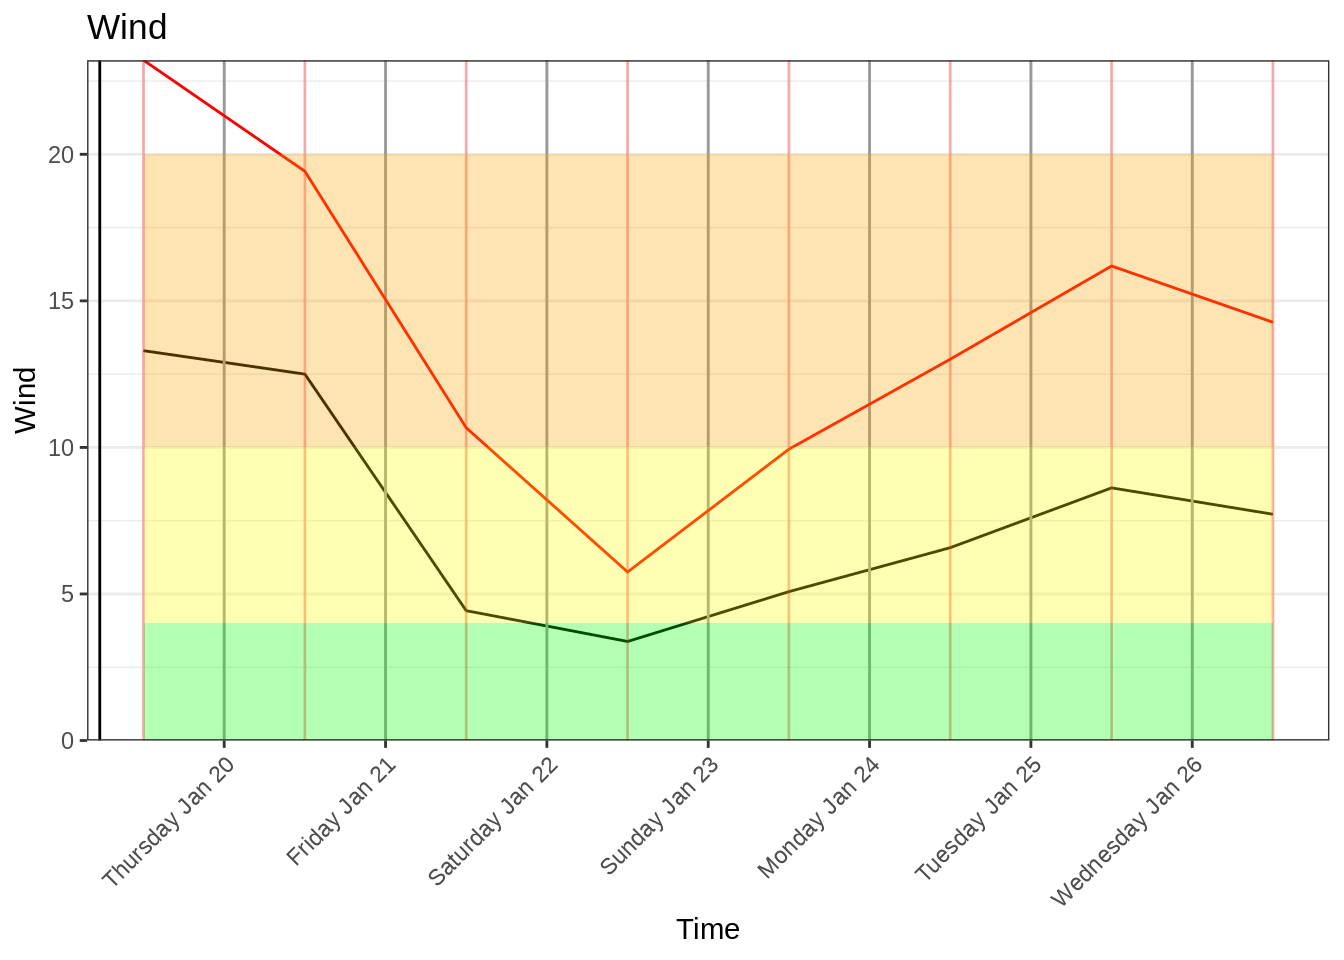 Wind
Wind
20
15
10
5
0
Thursday Jan 20
Friday Jan 21
Saturday Jan 22
Sunday Jan 23
Monday Jan 24
Tuesday Jan 25
Wednesday Jan 26
Time